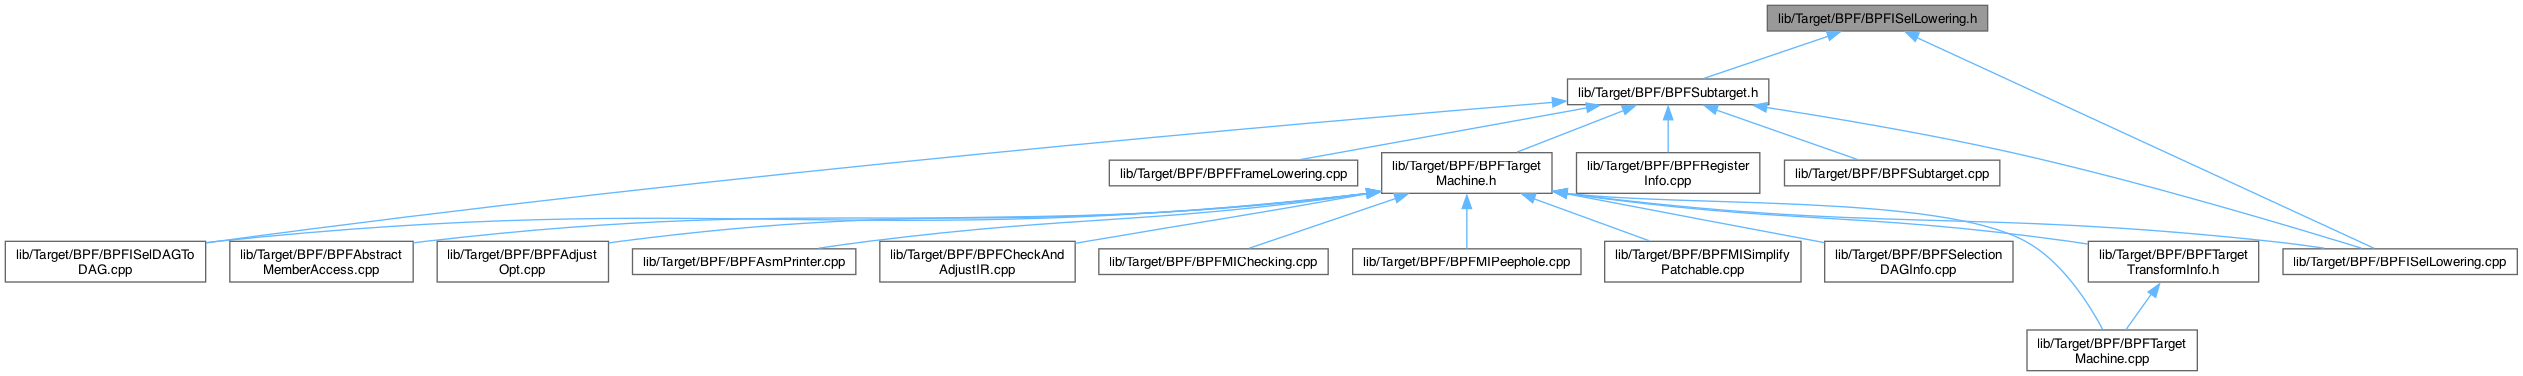 lib/Target/BPF/BPFISelLowering.h
lib/Target/BPF/BPFSubtarget.h
lib/Target/BPF/BPFFrameLowering.cpp
lib/Target/BPF/BPFTarget
Machine.h
lib/Target/BPF/BPFRegister
Info.cpp
lib/Target/BPF/BPFSubtarget.cpp
lib/Target/BPF/BPFISelDAGTo
DAG.cpp
lib/Target/BPF/BPFAbstract
MemberAccess.cpp
lib/Target/BPF/BPFAdjust
Opt.cpp
lib/Target/BPF/BPFAsmPrinter.cpp
lib/Target/BPF/BPFCheckAnd
AdjustIR.cpp
lib/Target/BPF/BPFMIChecking.cpp
lib/Target/BPF/BPFMIPeephole.cpp
lib/Target/BPF/BPFMISimplify
Patchable.cpp
lib/Target/BPF/BPFSelection
DAGInfo.cpp
lib/Target/BPF/BPFTarget
TransformInfo.h
lib/Target/BPF/BPFISelLowering.cpp
lib/Target/BPF/BPFTarget
Machine.cpp